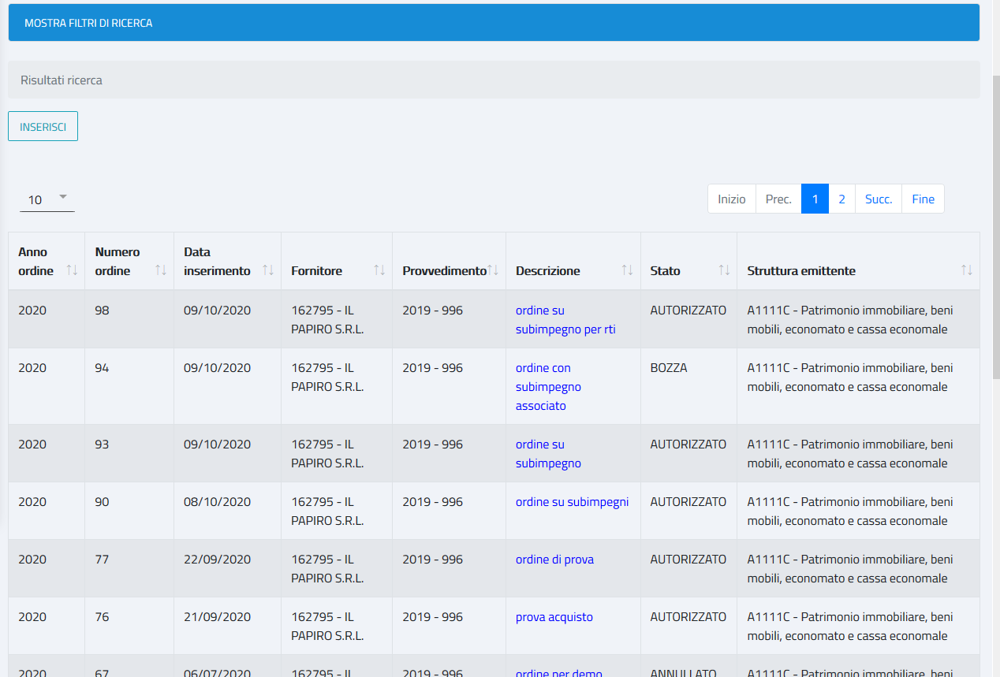 MOSTRA FILTRI DI RICERCA
Risultati ricerca
INSERISCI
10
Inizio Prec. 1 2 Succ. Fine
Anno ordine Numero ordine Data inserimento Fornitore Provvedimento Descrizione Stato Struttura emittente
2020 98 09/10/2020 162795 - IL PAPIRO S.R.L. 2019 - 996 ordine su subimpegno per rti AUTORIZZATO A1111C - Patrimonio immobiliare, beni mobili, economato e cassa economale
2020 94 09/10/2020 162795 - IL PAPIRO S.R.L. 2019 - 996 ordine con subimpegno associato BOZZA A1111C - Patrimonio immobiliare, beni mobili, economato e cassa economale
2020 93 09/10/2020 162795 - IL PAPIRO S.R.L. 2019 - 996 ordine su subimpegno AUTORIZZATO A1111C - Patrimonio immobiliare, beni mobili, economato e cassa economale
2020 90 08/10/2020 162795 - IL PAPIRO S.R.L. 2019 - 996 ordine su subimpegni AUTORIZZATO A1111C - Patrimonio immobiliare, beni mobili, economato e cassa economale
2020 77 22/09/2020 162795 - IL PAPIRO S.R.L. 2019 - 996 ordine di prova AUTORIZZATO A1111C - Patrimonio immobiliare, beni mobili, economato e cassa economale
2020 76 21/09/2020 162795 - IL PAPIRO S.R.L. 2019 - 996 prova acquisto AUTORIZZATO A1111C - Patrimonio immobiliare, beni mobili, economato e cassa economale
2020 67 06/07/2020 162795 - IL 2019 - 996 ordine per demo ANNULLATO A1111C - Patrimonio immobiliare, beni